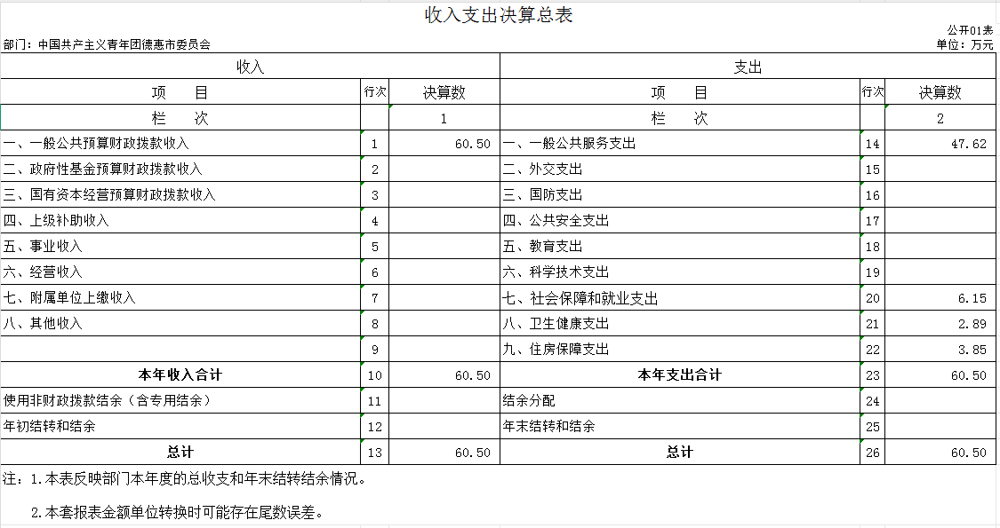 收入支出决算总表
公开01表
部门：中国共产主义青年团德惠市委员会 单位：万元
收入 支出
项 目 行次 决算数 项 目 行次 决算数
栏 次 1 栏 次 2
一、一般公共预算财政拨款收入 1 60.50 一、一般公共服务支出 14 47.62
二、政府性基金预算财政拨款收入 2 二、外交支出 15
三、国有资本经营预算财政拨款收入 3 三、国防支出 16
四、上级补助收入 4 四、公共安全支出 17
五、事业收入 5 五、教育支出 18
六、经营收入 6 六、科学技术支出 19
七、附属单位上缴收入 7 七、社会保障和就业支出 20 6.15
八、其他收入 8 八、卫生健康支出 21 2.89
9 九、住房保障支出 22 3.85
本年收入合计 10 60.50 本年支出合计 23 60.50
使用非财政拨款结余（含专用结余） 11 结余分配 24
年初结转和结余 12 年末结转和结余 25
总计 13 60.50 总计 26 60.50
注：1.本表反映部门本年度的总收支和年末结转结余情况。
2.本套报表金额单位转换时可能存在尾数误差。